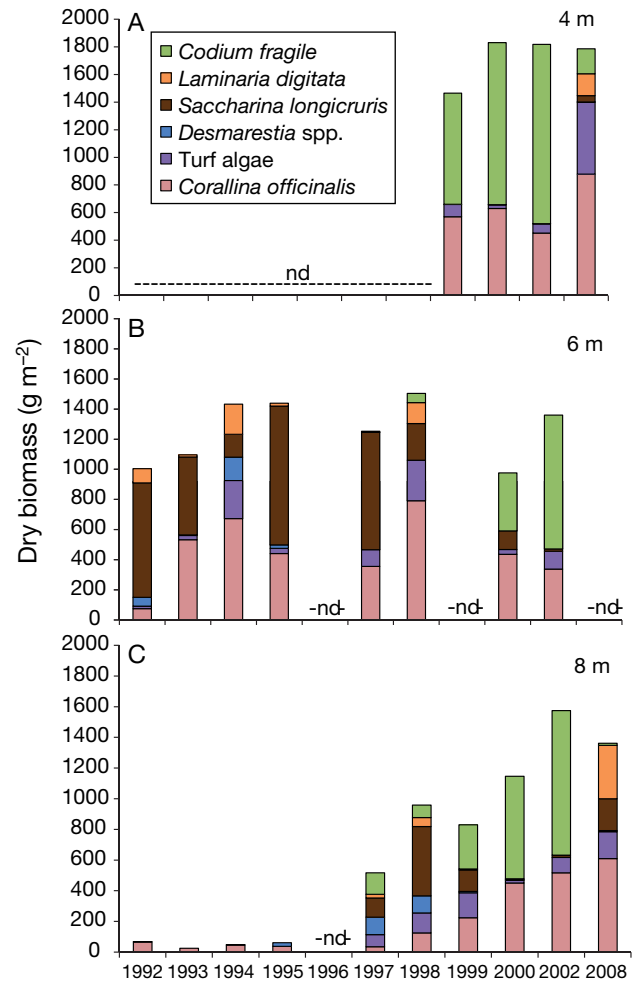 A
4 m
Codium fragile
Laminaria digitata
Saccharina longicruris
Desmarestia spp.
Turf algae
Corallina officinalis
2000
1800
1600
1400
1200
1000
800
600
400
200
0
nd
Dry biomass (g m⁻²)
B
6 m
2000
1800
1600
1400
1200
1000
800
600
400
200
0
-nd-
-nd-
-nd-
C
8 m
2000
1800
1600
1400
1200
1000
800
600
400
200
0
-nd-
1992 1993 1994 1995 1996 1997 1998 1999 2000 2002 2008